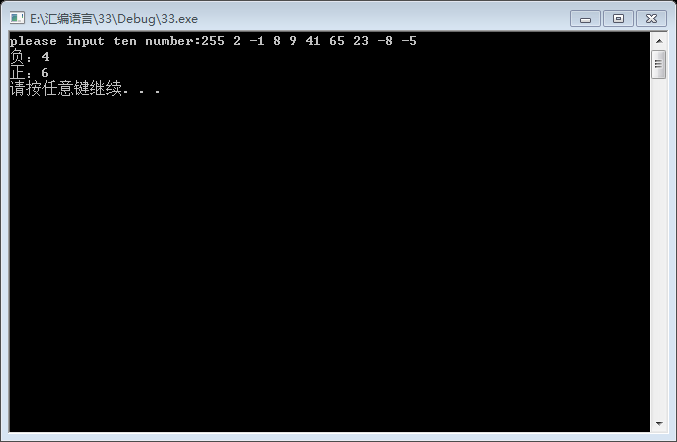 E:\汇编语言\33\Debug\33.exe
please input ten number:255 2 -1 8 9 41 65 23 -8 -5
负：4
正：6
请按任意键继续. . .